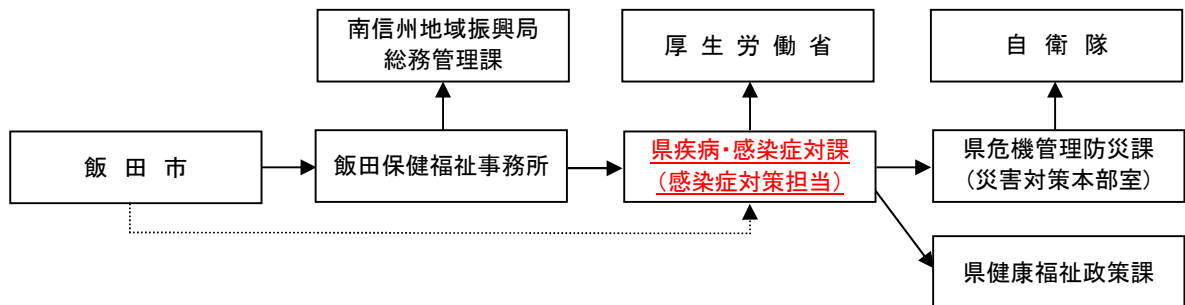 南信州地域振興局
総務管理課
厚生労働省
自衛隊
飯田市
飯田保健福祉事務所
県疾病・感染症対課
(感染症対策担当)
県危機管理防災課
(災害対策本部室)
県健康福祉政策課